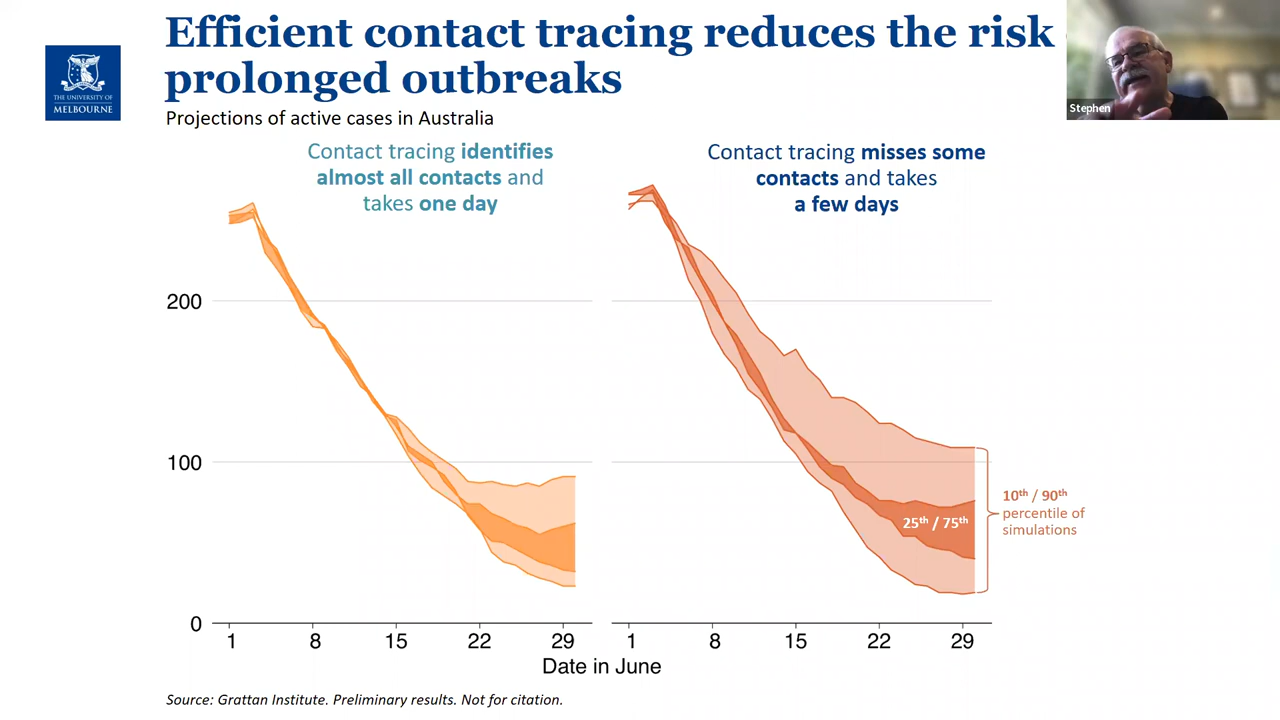 Efficient contact tracing reduces the risk
prolonged outbreaks
Projections of active cases in Australia
THE UNIVERSITY OF
MELBOURNE
Stephen
Contact tracing identifies
almost all contacts and
takes one day
Contact tracing misses some
contacts and takes
a few days
200
100
0
25th / 75th
10th / 90th
percentile of
simulations
1 8 15 22 29 1 8 15 22 29
Date in June
Source: Grattan Institute. Preliminary results. Not for citation.